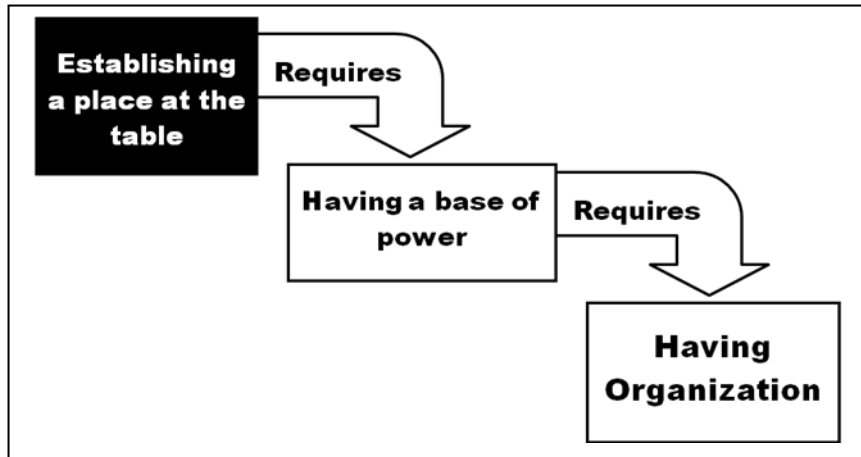 Establishing
a place at the
table
Requires
Having a base of
power
Requires
Having
Organization